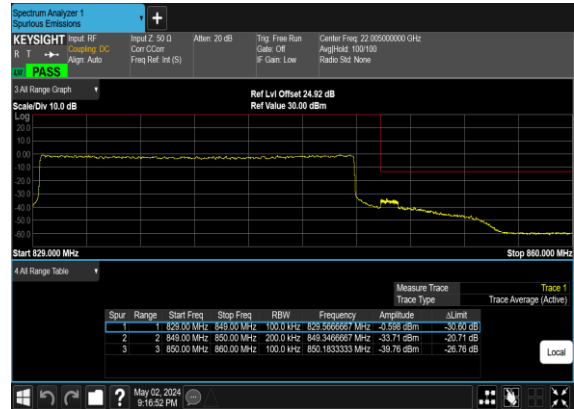 Spectrum Analyzer 1
Spurious Emissions
+
KEYSIGHT Input: RF Input Z: 50 Ω Atten: 20 dB Trig: Free Run Center Freq: 22.005000000 GHz
R T Coupling: DC Corr CCorr Gate: Off Avg|Hold: 100/100
Align: Auto Freq Ref: Int (S) IF Gain: Low Radio Std: None
LW PASS
3 All Range Graph
Ref Lvl Offset 24.92 dB
Scale/Div 10.0 dB Ref Value 30.00 dBm
Log
20.0
10.0
0.00
-10.0
-20.0
-30.0
-40.0
-50.0
-60.0
Start 829.000 MHz Stop 860.000 MHz
4 All Range Table
Measure Trace Trace 1
Trace Type Trace Average (Active)
Spur Range Start Freq Stop Freq RBW Frequency Amplitude ΔLimit
1 1 829.00 MHz 849.00 MHz 100.0 kHz 829.5666667 MHz -0.598 dBm -30.60 dB
2 2 849.00 MHz 850.00 MHz 200.0 kHz 849.3466667 MHz -33.71 dBm -20.71 dB
3 3 850.00 MHz 860.00 MHz 100.0 kHz 850.1833333 MHz -39.76 dBm -26.76 dB
Local
? May 02, 2024
9:16:52 PM